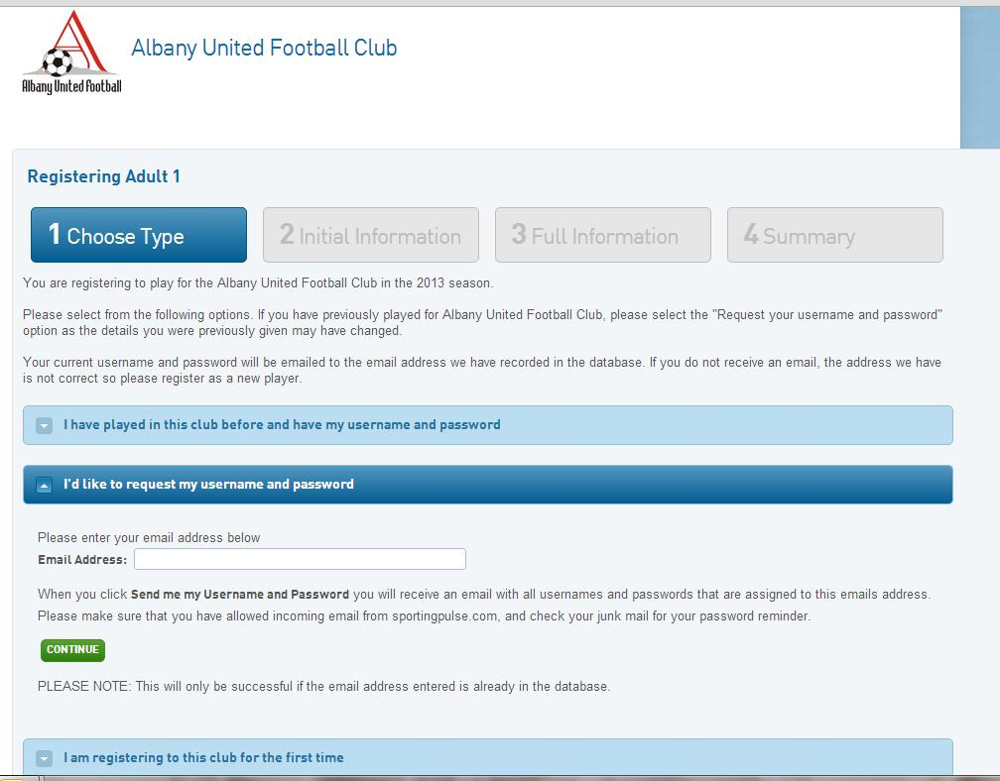 Albany United Football Club
Albany United Football
Registering Adult 1
1 Choose Type
2 Initial Information
3 Full Information
4 Summary
You are registering to play for the Albany United Football Club in the 2013 season.
Please select from the following options. If you have previously played for Albany United Football Club, please select the "Request your username and password"
option as the details you were previously given may have changed.
Your current username and password will be emailed to the email address we have recorded in the database. If you do not receive an email, the address we have
is not correct so please register as a new player.
I have played in this club before and have my username and password
I'd like to request my username and password
Please enter your email address below
Email Address:
When you click Send me my Username and Password you will receive an email with all usernames and passwords that are assigned to this emails address.
Please make sure that you have allowed incoming email from sportingpulse.com, and check your junk mail for your password reminder.
CONTINUE
PLEASE NOTE: This will only be successful if the email address entered is already in the database.
I am registering to this club for the first time